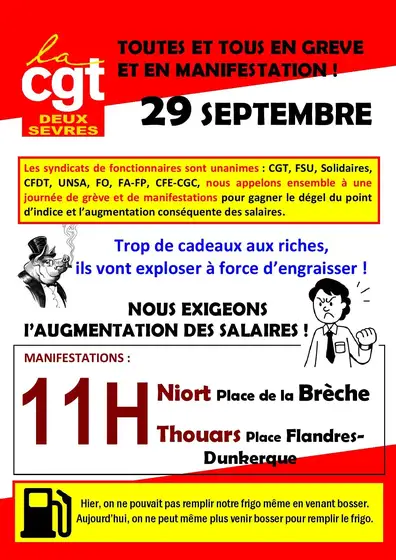 la
cgt
DEUX
SEVRES
TOUTES ET TOUS EN GREVE
ET EN MANIFESTATION !
29 SEPTEMBRE
Les syndicats de fonctionnaires sont unanimes : CGT, FSU, Solidaires,
CFDT, UNSA, FO, FA-FP, CFE-CGC, nous appelons ensemble à une
journée de grève et de manifestations pour gagner le dégel du point
d'indice et l'augmentation conséquente des salaires.
Trop de cadeaux aux riches,
ils vont exploser à force d'engraisser !
NOUS EXIGEONS
L'AUGMENTATION DES SALAIRES !
MANIFESTATIONS :
11H
Niort Place de la Brèche
Thouars Place Flandres-
Dunkerque
Hier, on ne pouvait pas remplir notre frigo même en venant bosser.
Aujourd'hui, on ne peut même plus venir bosser pour remplir le frigo.